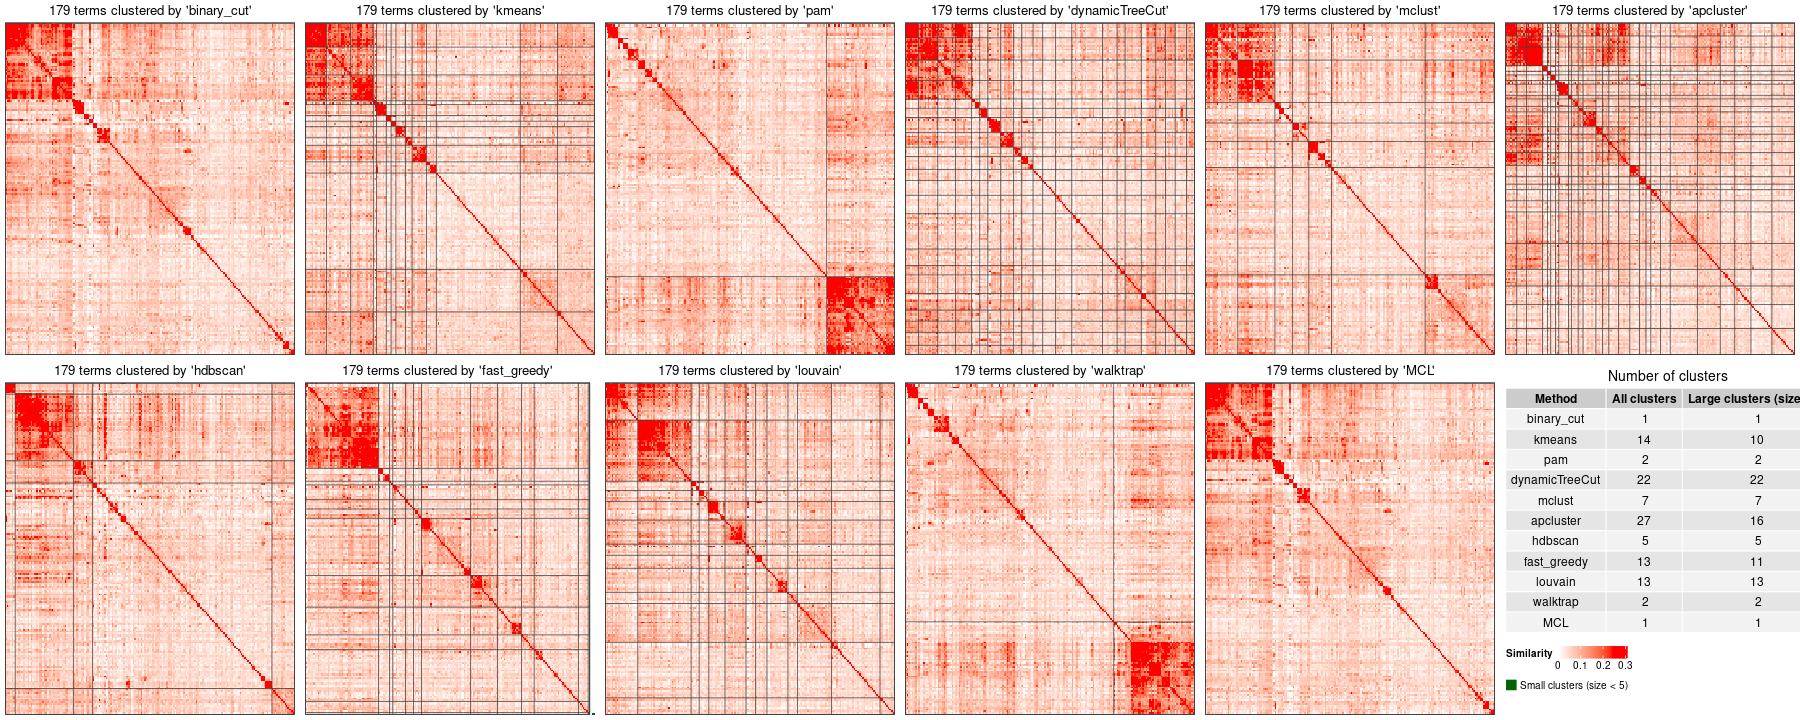 179 terms clustered by 'binary_cut'
179 terms clustered by 'kmeans'
179 terms clustered by 'pam'
179 terms clustered by 'dynamicTreeCut'
179 terms clustered by 'mclust'
179 terms clustered by 'apcluster'
179 terms clustered by 'hdbscan'
179 terms clustered by 'fast_greedy'
179 terms clustered by 'louvain'
179 terms clustered by 'walktrap'
179 terms clustered by 'MCL'
Number of clusters
Method All clusters Large clusters (size
binary_cut 1 1
kmeans 14 10
pam 2 2
dynamicTreeCut 22 22
mclust 7 7
apcluster 27 16
hdbscan 5 5
fast_greedy 13 11
louvain 13 13
walktrap 2 2
MCL 1 1
Similarity
0 0.1 0.2 0.3
Small clusters (size < 5)